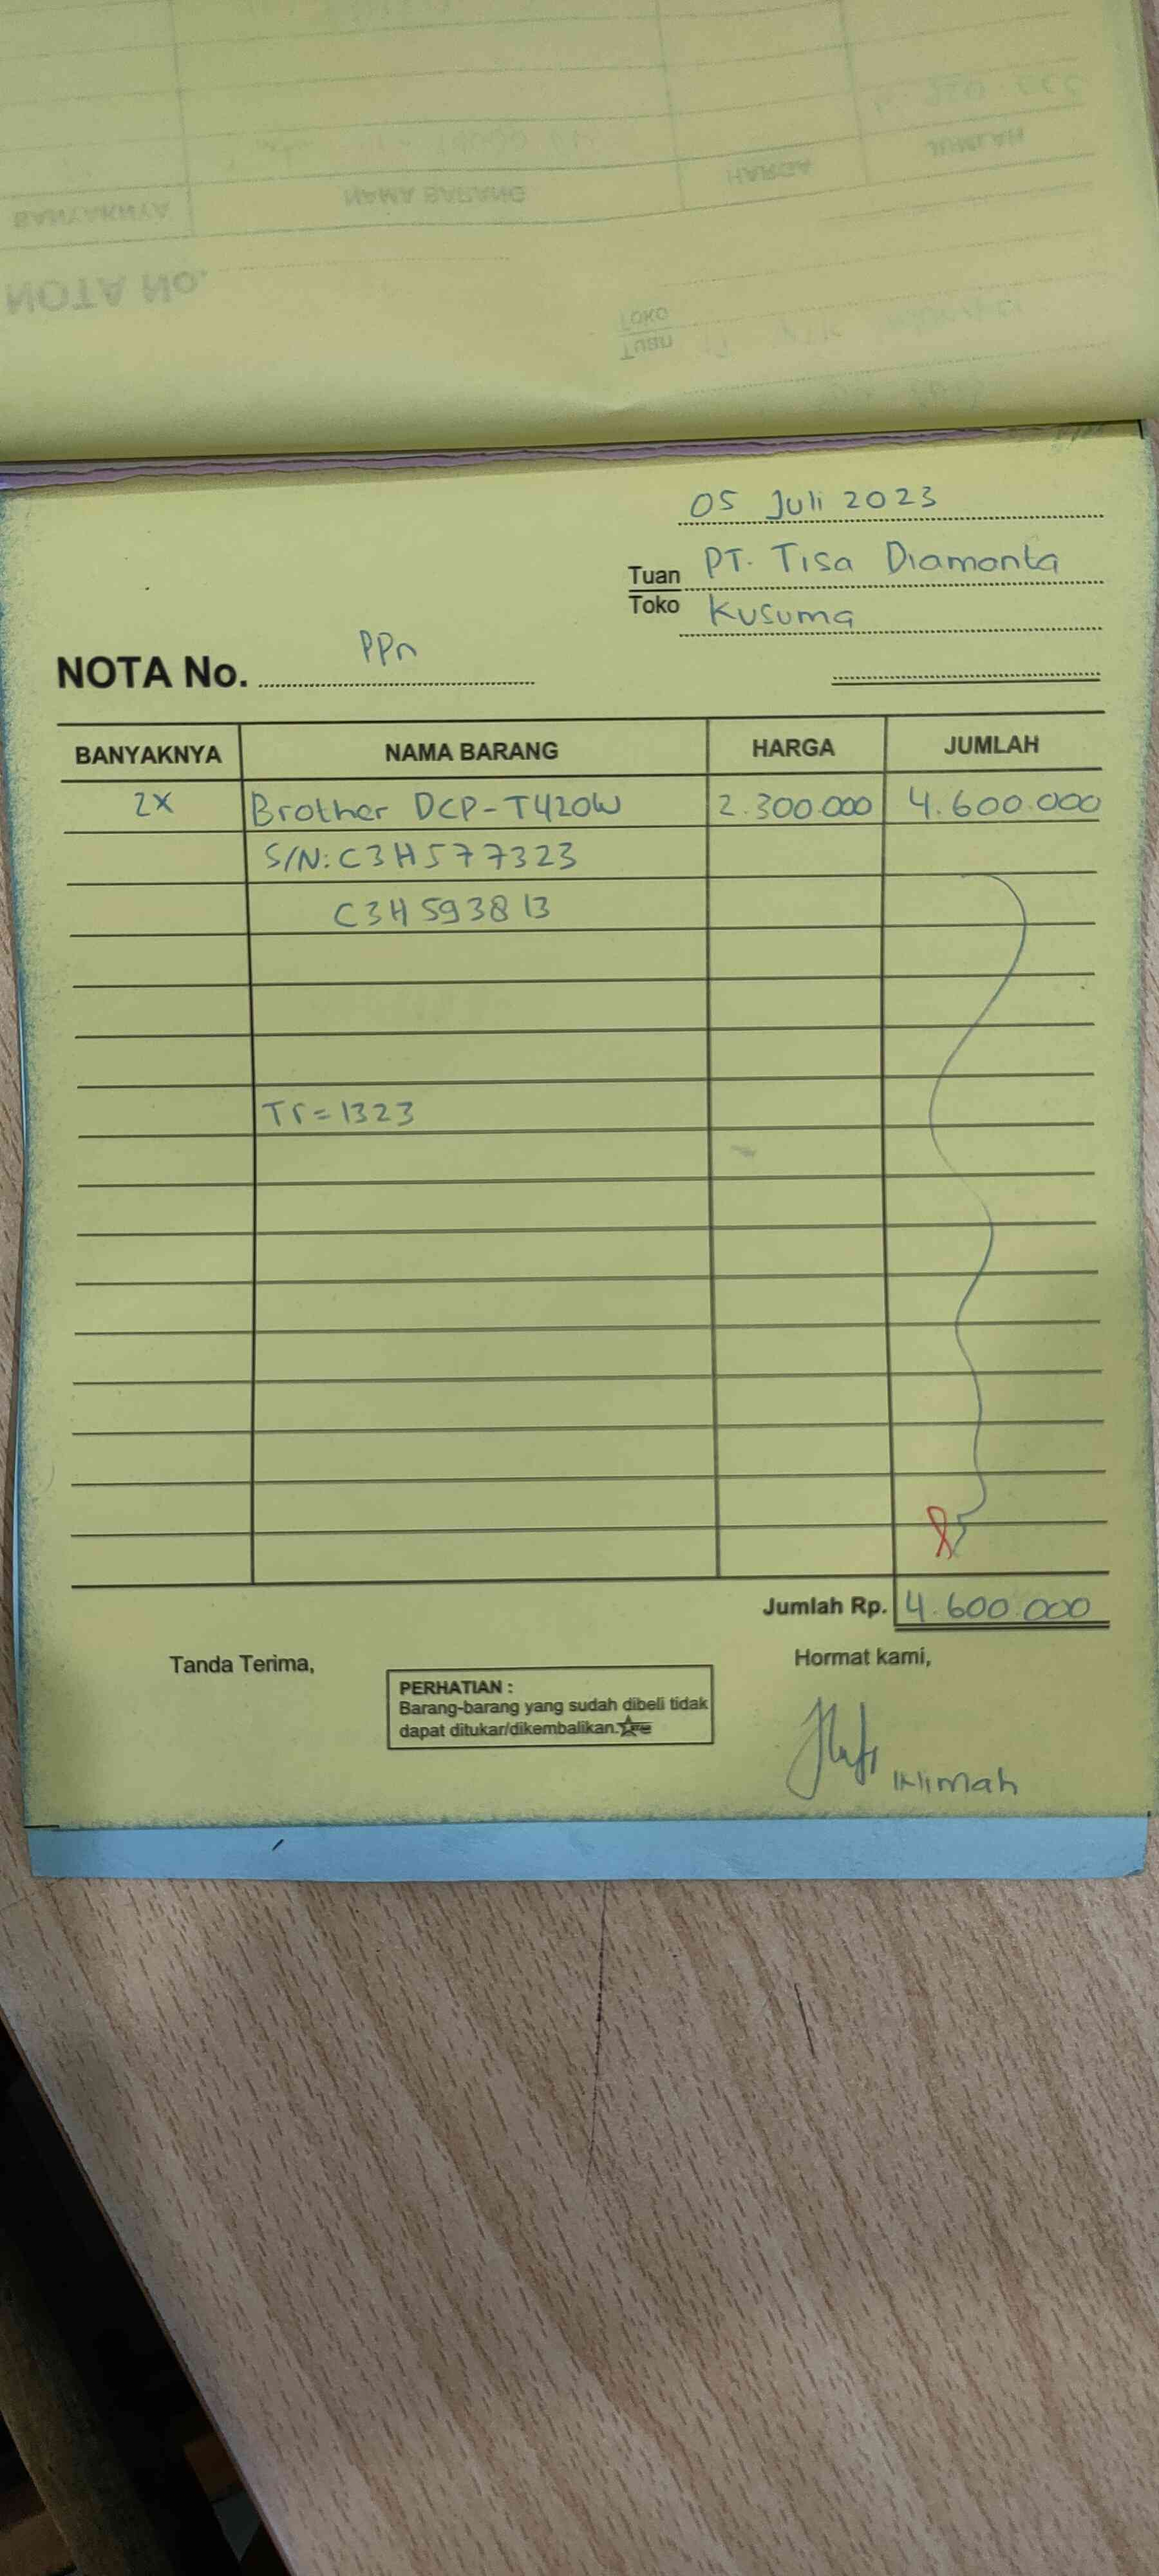 05 Juli 2023
Tuan PT. Tisa Diamonta
Toko Kusuma
NOTA No. PPn
BANYAKNYA NAMA BARANG HARGA JUMLAH
2X Brother DCP-T420W 2.300.000 4.600.000
S/N: C3H577323
C3H593813
Tr=1323
Jumlah Rp. 4.600.000
Tanda Terima, Hormat kami,
PERHATIAN :
Barang-barang yang sudah dibeli tidak
dapat ditukar/dikembalikan.
Iklimah